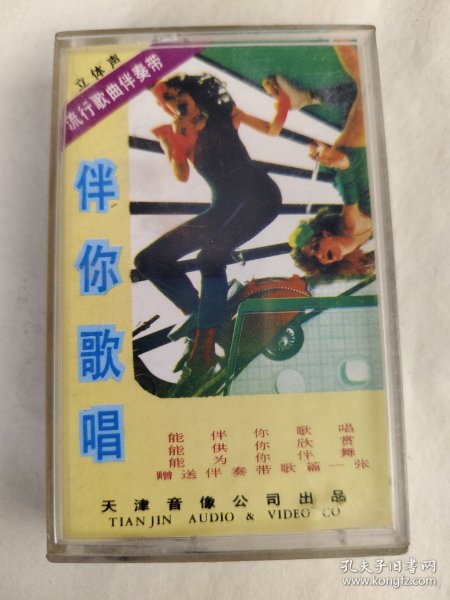 立体声
流行歌曲伴奏带
伴你歌唱
能伴你歌唱
能供你欣赏
能为你伴舞
赠送伴奏带歌篇一张
天津音像公司出品
TIANJIN AUDIO & VIDEO CO
孔夫子旧书网
www.kongfz.com